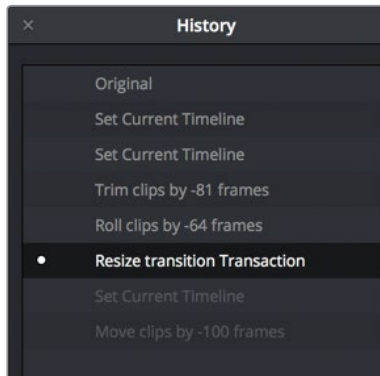 × History
Original
Set Current Timeline
Set Current Timeline
Trim clips by -81 frames
Roll clips by -64 frames
Resize transition Transaction
Set Current Timeline
Move clips by -100 frames